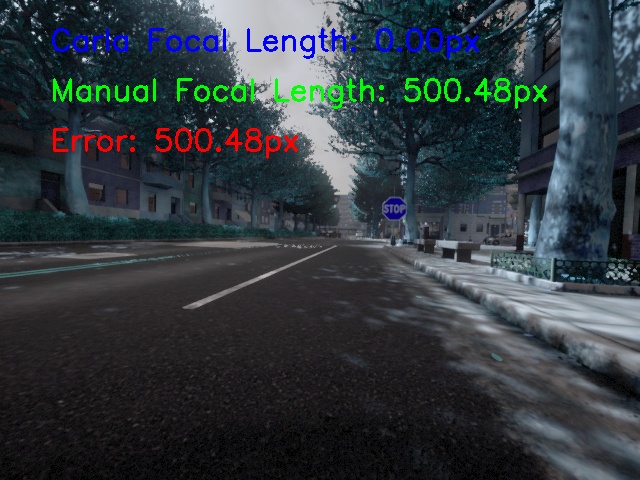 Carla Focal Length: 0.00px
Manual Focal Length: 500.48px
Error: 500.48px
STOP